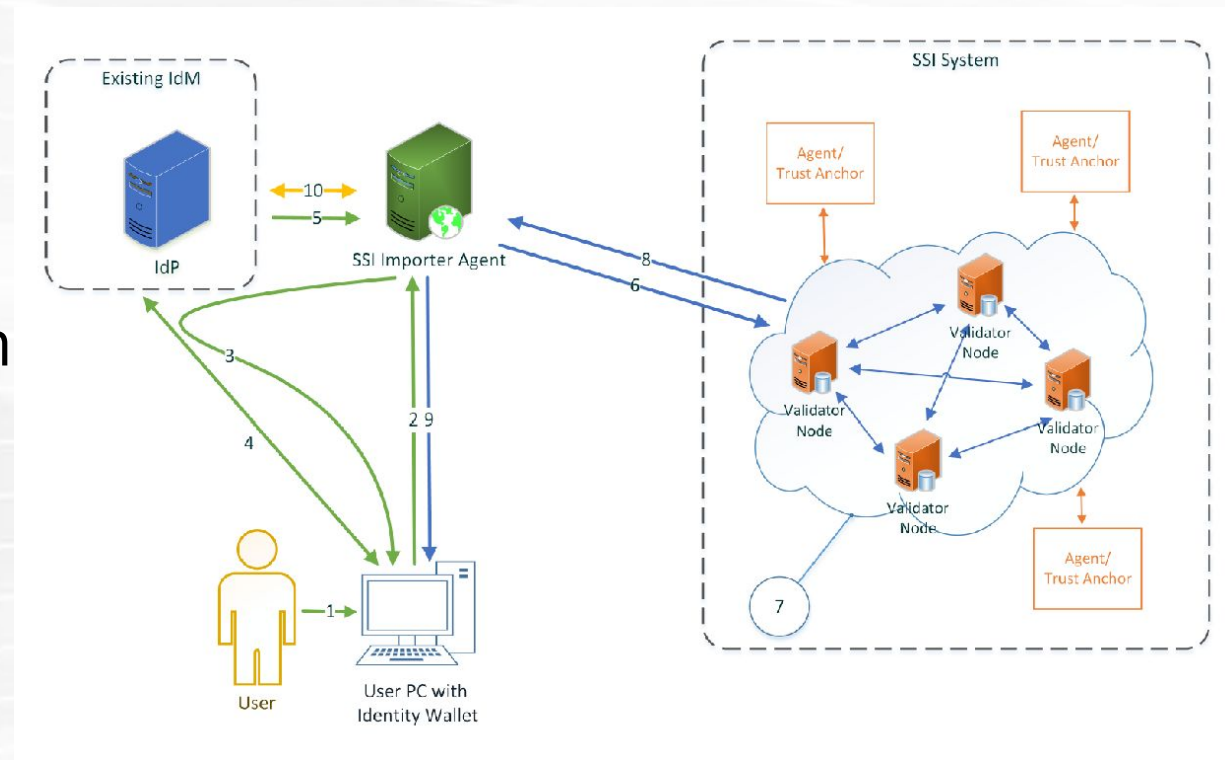 Existing IdM
IdP
10
5
SSI Importer Agent
8
6
3
4
2 9
1
User
User PC with
Identity Wallet
n
SSI System
Agent/
Trust Anchor
Agent/
Trust Anchor
Validator
Node
Validator
Node
Validator
Node
Validator
Node
Agent/
Trust Anchor
7